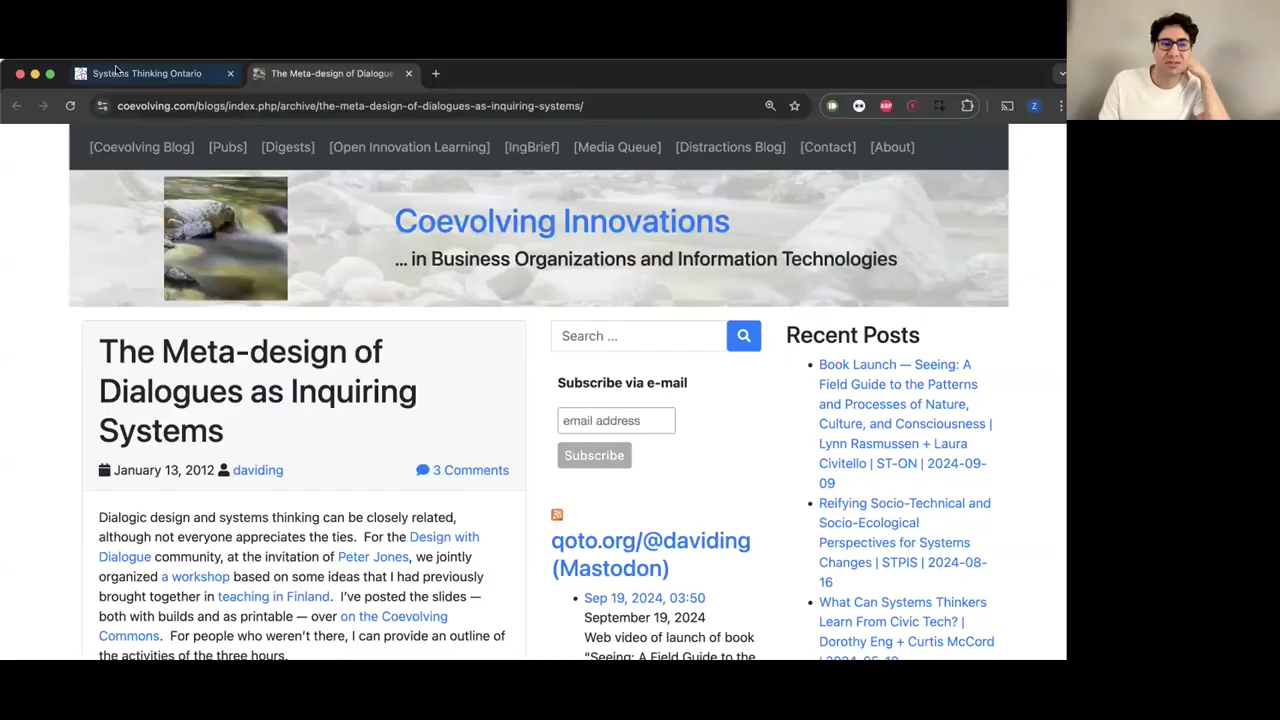 Systems Thinking Ontario
The Meta-design of Dialogue
coevolving.com/blogs/index.php/archive/the-meta-design-of-dialogues-as-inquiring-systems/
ABP
Z
[Coevolving Blog] [Pubs] [Digests] [Open Innovation Learning] [IngBrief] [Media Queue] [Distractions Blog] [Contact] [About]
Coevolving Innovations
... in Business Organizations and Information Technologies
The Meta-design of
Dialogues as Inquiring
Systems
January 13, 2012 daviding 3 Comments
Dialogic design and systems thinking can be closely related,
although not everyone appreciates the ties. For the Design with
Dialogue community, at the invitation of Peter Jones, we jointly
organized a workshop based on some ideas that I had previously
brought together in teaching in Finland. I've posted the slides —
both with builds and as printable — over on the Coevolving
Commons. For people who weren't there, I can provide an outline of
the activities of the three hours.
Search ...
Subscribe via e-mail
email address
Subscribe
qoto.org/@daviding
(Mastodon)
Sep 19, 2024, 03:50
September 19, 2024
Web video of launch of book
"Seeing: A Field Guide to the
Recent Posts
Book Launch — Seeing: A
Field Guide to the Patterns
and Processes of Nature,
Culture, and Consciousness |
Lynn Rasmussen + Laura
Civitello | ST-ON | 2024-09-
09
Reifying Socio-Technical and
Socio-Ecological
Perspectives for Systems
Changes | STPIS | 2024-08-
16
What Can Systems Thinkers
Learn From Civic Tech? |
Dorothy Eng + Curtis McCord